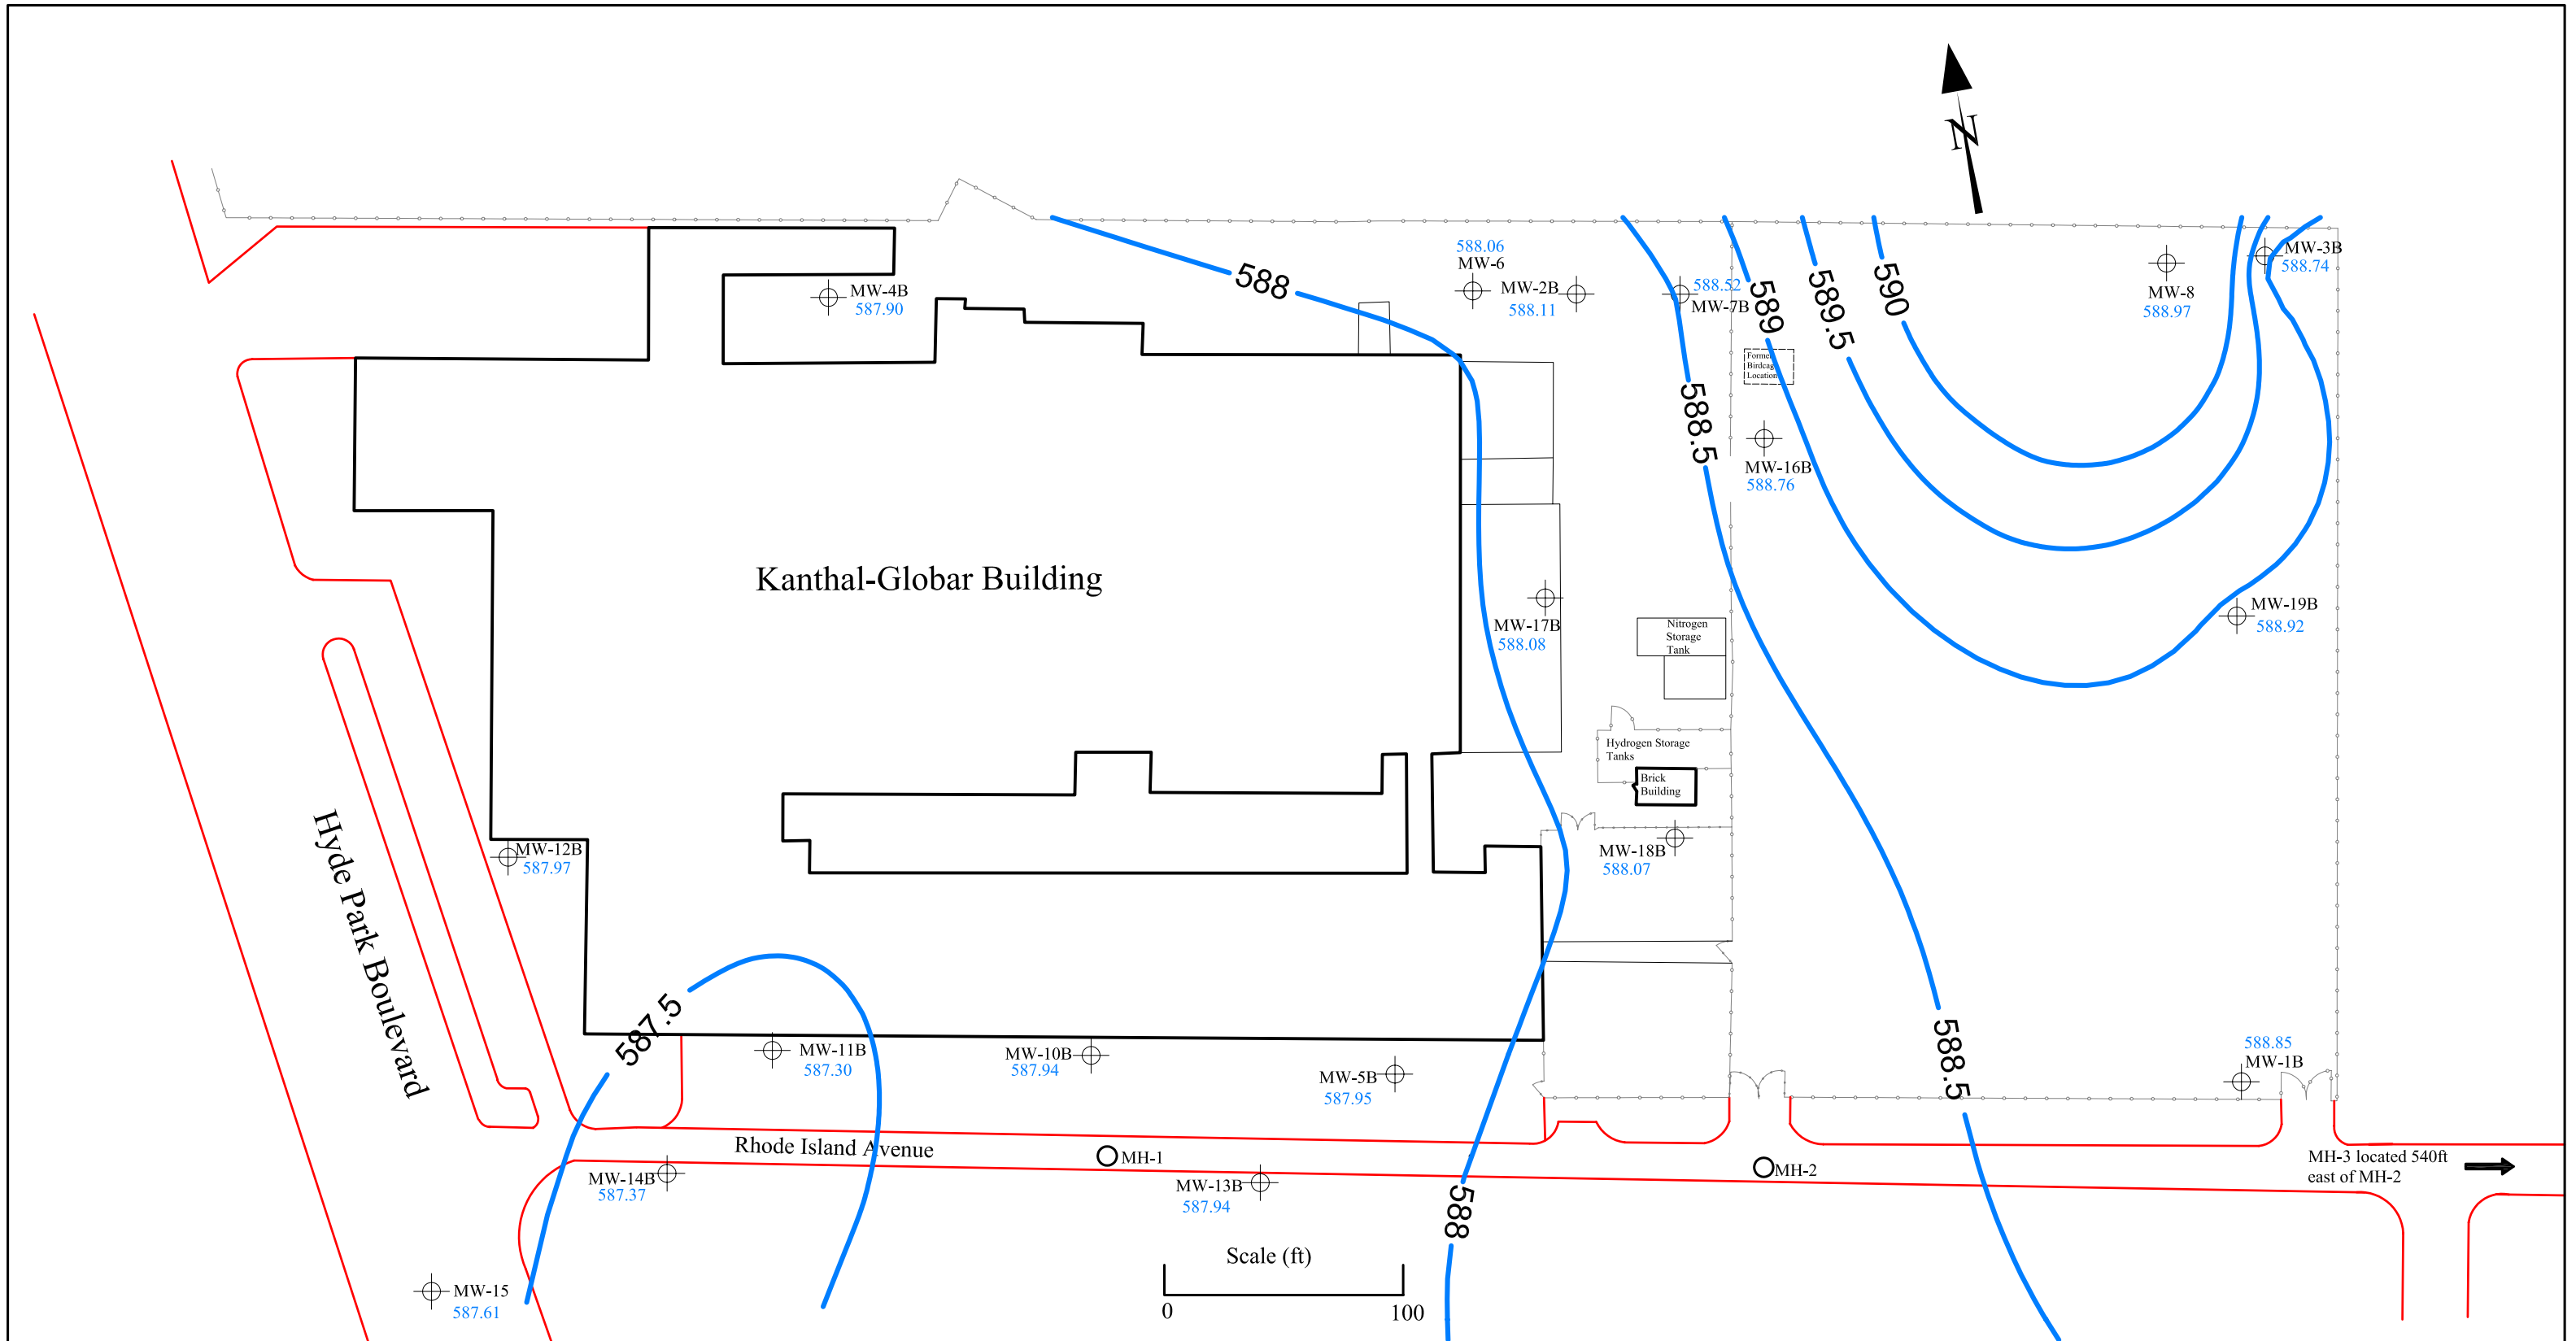 N
588.06
MW-6
MW-2B
588.11
588.52
MW-7B
588
589
589.5
590
MW-3B
588.74
MW-8
588.97
MW-4B
587.90
Former
Birdcage
Location
588.5
MW-16B
588.76
Kanthal-Globar Building
MW-17B
588.08
Nitrogen
Storage
Tank
MW-19B
588.92
Hydrogen Storage
Tanks
Brick
Building
MW-18B
588.07
Hyde Park Boulevard
MW-12B
587.97
587.5
MW-11B
587.30
MW-10B
587.94
MW-5B
587.95
588.5
588.85
MW-1B
Rhode Island Avenue
MH-1
MH-2
MH-3 located 540ft
east of MH-2
MW-14B
587.37
MW-13B
587.94
588
Scale (ft)
0
100
MW-15
587.61